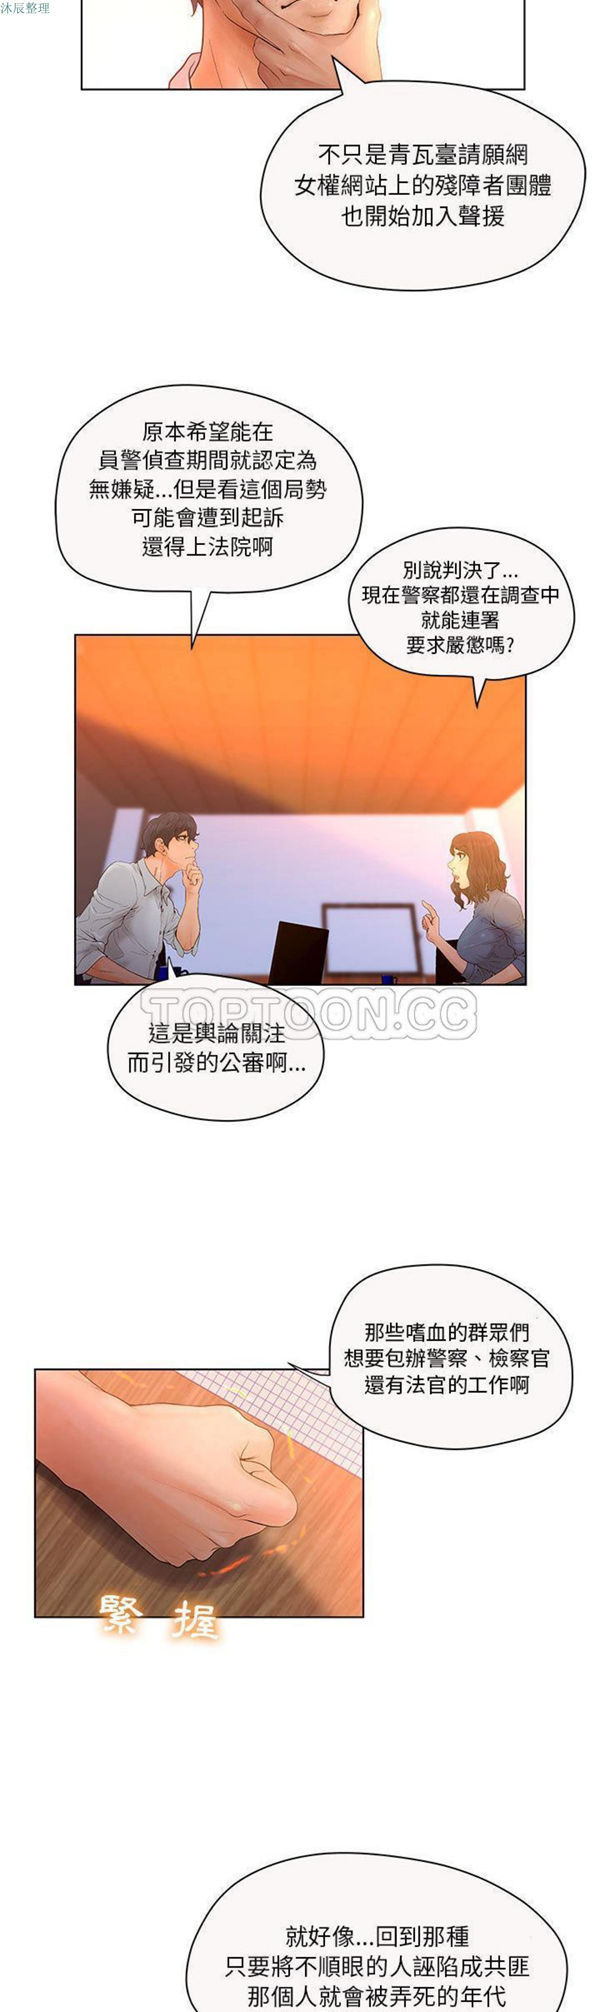 沐辰整理
不只是青瓦臺請願網
女權網站上的殘障者團體
也開始加入聲援
原本希望能在
員警偵查期間就認定為
無嫌疑...但是看這個局勢
可能會遭到起訴
還得上法院啊
別說判決了...
現在警察都還在調查中
就能連署
要求嚴懲嗎?
TOPTOON.CC
這是輿論關注
而引發的公審啊...
那些嗜血的群眾們
想要包辦警察、檢察官
還有法官的工作啊
緊握
TOPTOON.CC
就好像...回到那種
只要將不順眼的人誣陷成共匪
那個人就會被弄死的年代